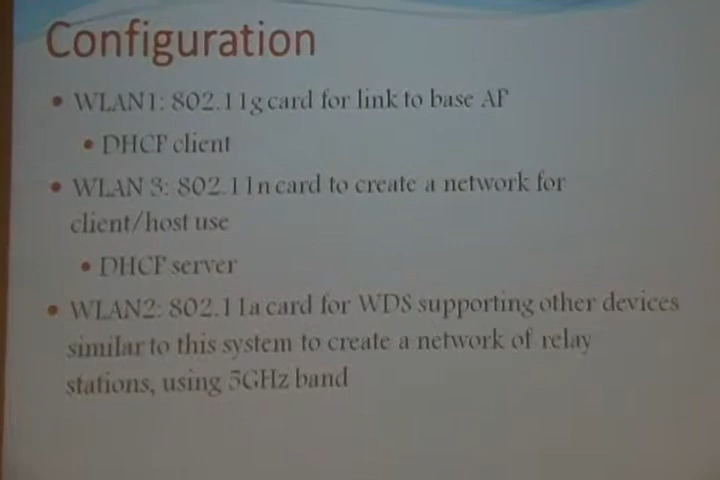 Configuration
• WLAN1: 802.11g card for link to base AP
• DHCP client
• WLAN 3: 802.11n card to create a network for
client/host use
• DHCP server
• WLAN2: 802.11a card for WDS supporting other devices
similar to this system to create a network of relay
stations, using 5GHz band